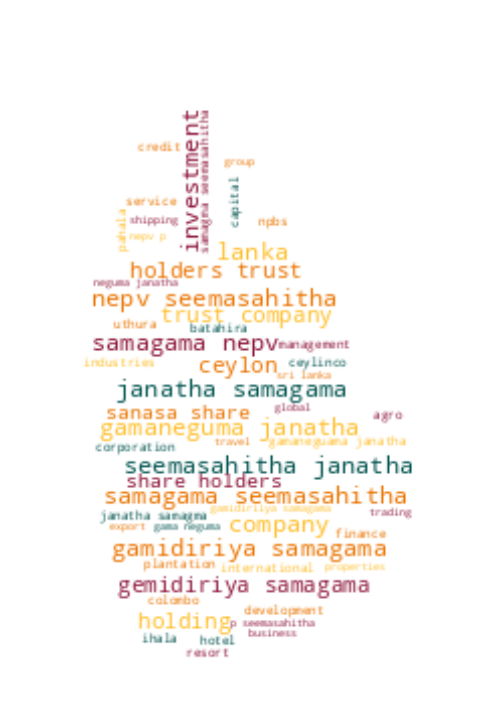 investment
samagna seemasahitha
credit
group
capital
service
pahala
shipping
npbs
nepv p
lanka
holders trust
neguma janatha
nepv seemasahitha
trust company
uthura
batahira
samagama nepv
management
industries
ceylon
ceylinco
sri lanka
janatha samagama
sanasa share
global
agro
gamaneguma janatha
travel
gamaneguama janatha
corporation
seemasahitha janatha
share holders
samagama seemasahitha
gamidiriya samagama
janatha samagma
trading
export
gama neguma
company
finance
gamidiriya samagama
plantation
international
properties
gemidiriya samagama
colombo
development
holding
p seemasahitha
business
ihala
hotel
resort